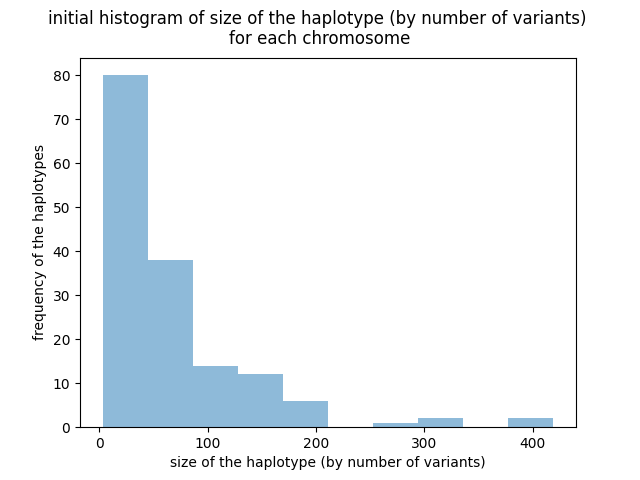 initial histogram of size of the haplotype (by number of variants)
for each chromosome
80
70
60
50
40
30
20
10
0
frequency of the haplotypes
0 100 200 300 400
size of the haplotype (by number of variants)